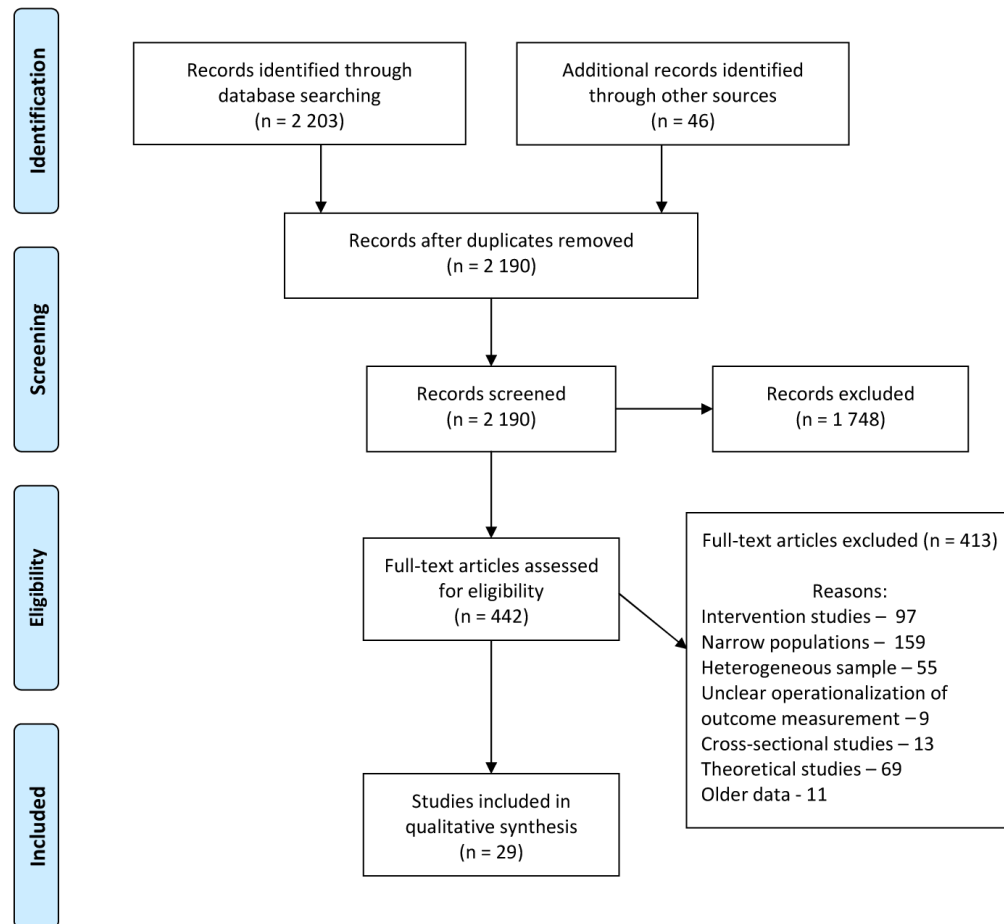 Identification
Records identified through
database searching
(n = 2 203)
Additional records identified
through other sources
(n = 46)
Records after duplicates removed
(n = 2 190)
Screening
Records screened
(n = 2 190)
Records excluded
(n = 1 748)
Eligibility
Full-text articles assessed
for eligibility
(n = 442)
Full-text articles excluded (n = 413)
Reasons:
Intervention studies – 97
Narrow populations – 159
Heterogeneous sample – 55
Unclear operationalization of
outcome measurement – 9
Cross-sectional studies – 13
Theoretical studies – 69
Older data - 11
Included
Studies included in
qualitative synthesis
(n = 29)